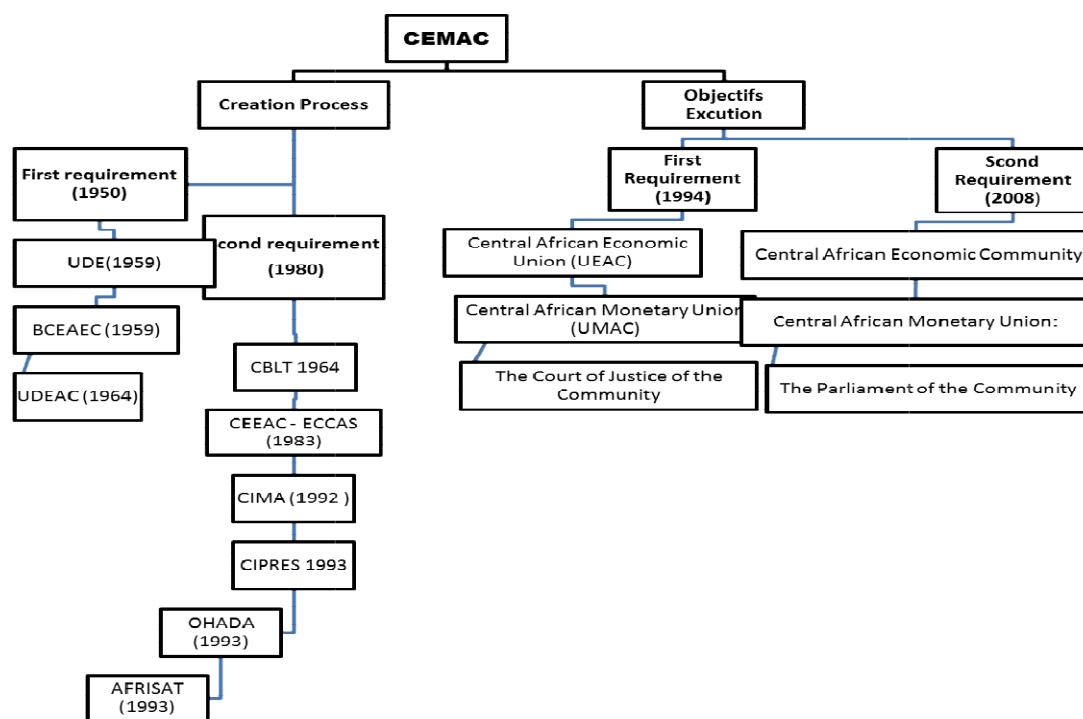 CEMAC
Creation Process
Objectifs
Excution
First requirement
(1950)
UDE(1959)
BCEAEC (1959)
UDEAC (1964)
cond requirement
(1980)
CBLT 1964
CEEAC - ECCAS
(1983)
CIMA (1992 )
CIPRES 1993
OHADA
(1993)
AFRISAT
(1993)
First
Requirement
(1994)
Central African Economic
Union (UEAC)
Central African Monetary Union
(UMAC)
The Court of Justice of the
Community
Scond
Requirement
(2008)
Central African Economic Community
Central African Monetary Union:
The Parliament of the Community